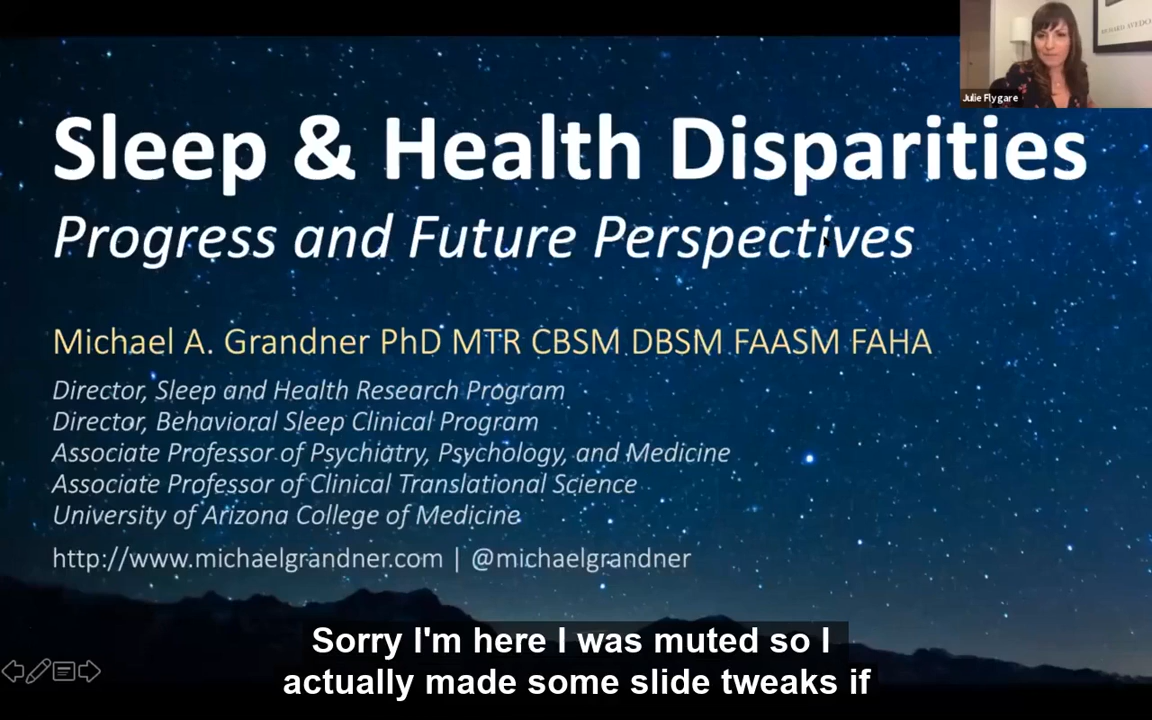 RICHARD AVEDO
Julie Flygare
Sleep & Health Disparities
Progress and Future Perspectives
Michael A. Grandner PhD MTR CBSM DBSM FAASM FAHA
Director, Sleep and Health Research Program
Director, Behavioral Sleep Clinical Program
Associate Professor of Psychiatry, Psychology, and Medicine
Associate Professor of Clinical Translational Science
University of Arizona College of Medicine
http://www.michaelgrandner.com | @michaelgrandner
Sorry I'm here I was muted so I
actually made some slide tweaks if